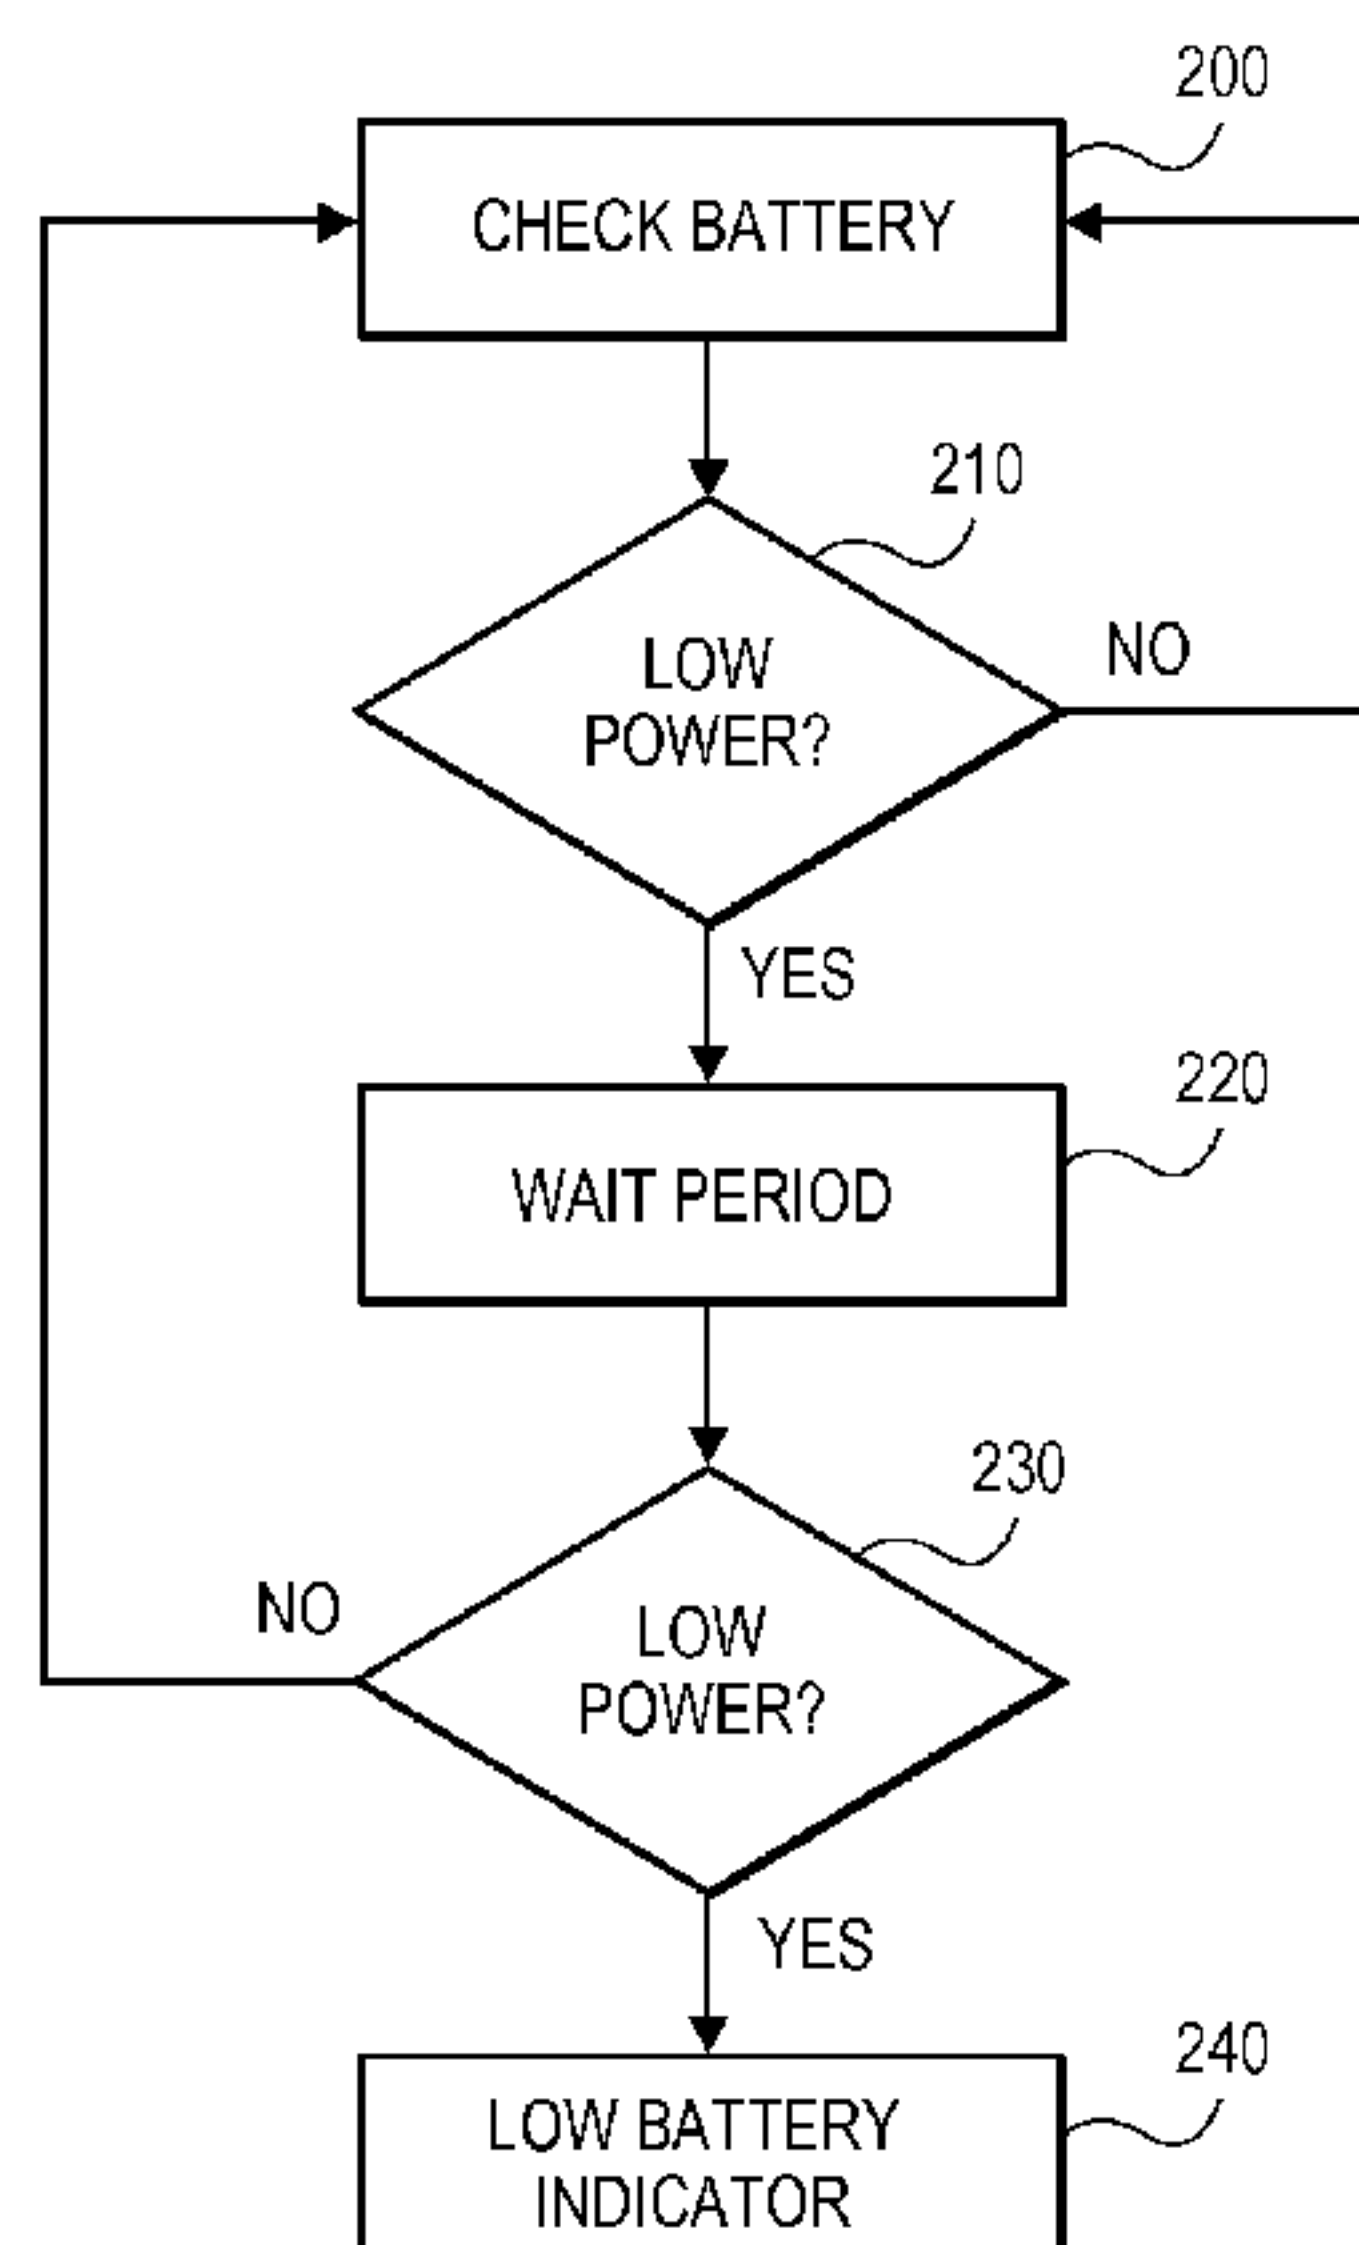 200
CHECK BATTERY
210
LOW
POWER?
NO
YES
220
WAIT PERIOD
230
NO
LOW
POWER?
YES
240
LOW BATTERY
INDICATOR